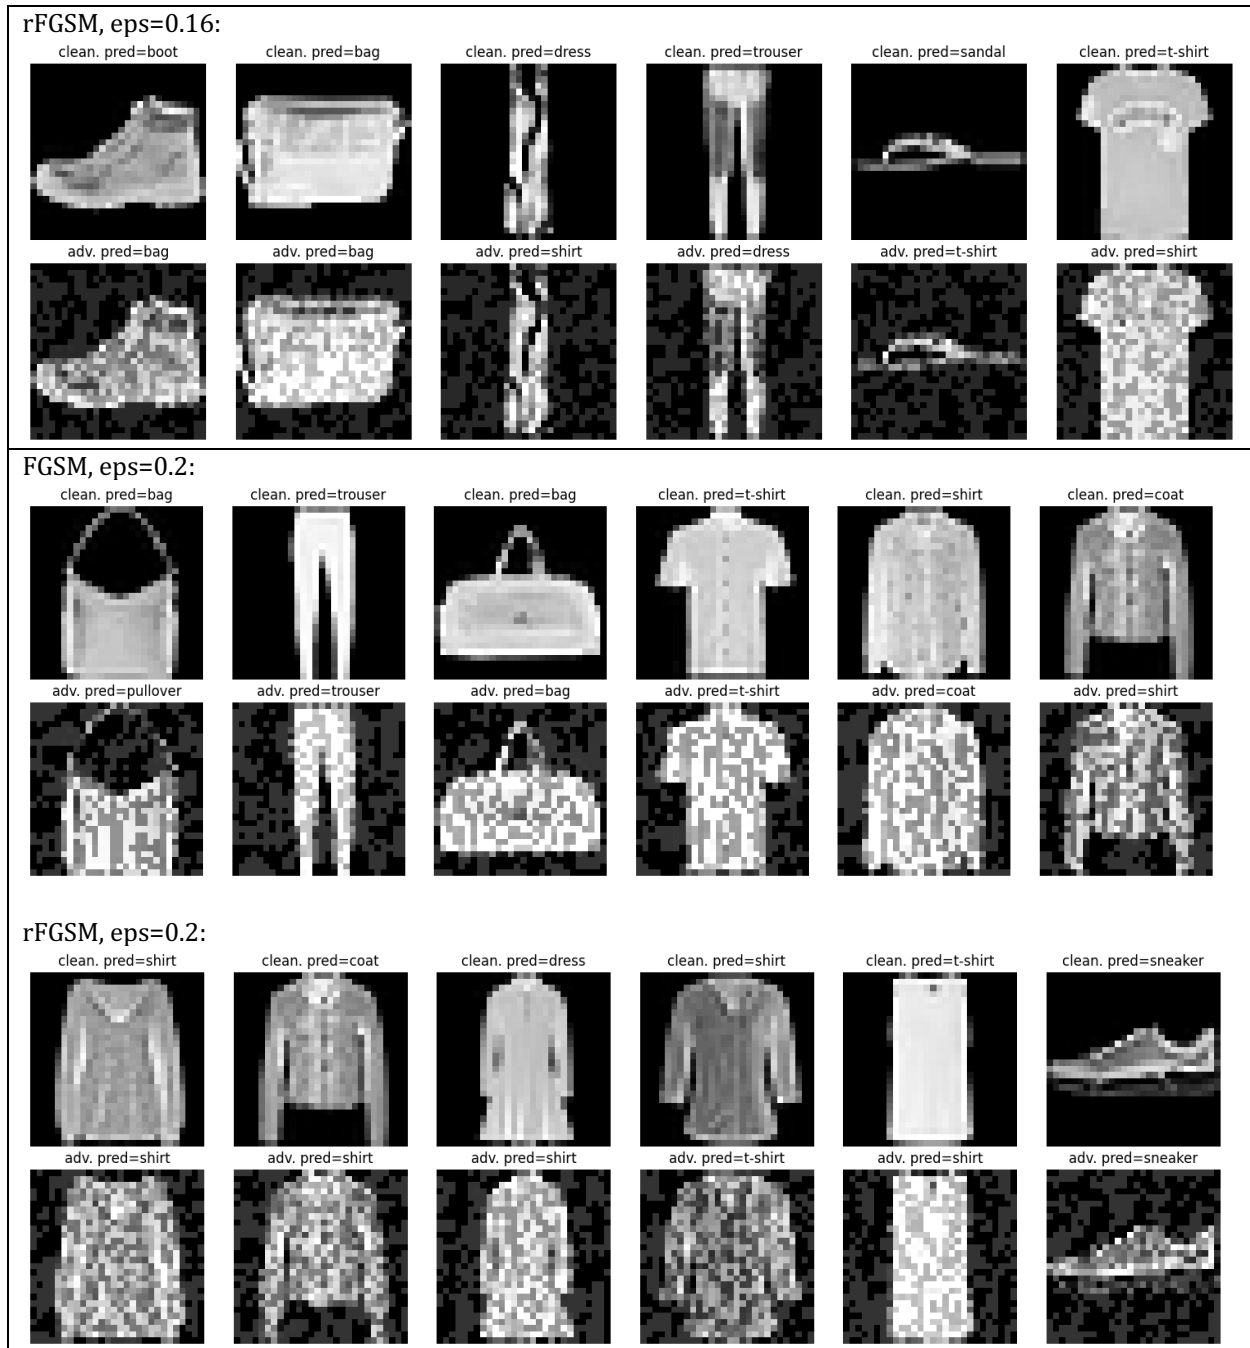 rFGSM, eps=0.16:
clean. pred=boot clean. pred=bag clean. pred=dress clean. pred=trouser clean. pred=sandal clean. pred=t-shirt
adv. pred=bag adv. pred=bag adv. pred=shirt adv. pred=dress adv. pred=t-shirt adv. pred=shirt
FGSM, eps=0.2:
clean. pred=bag clean. pred=trouser clean. pred=bag clean. pred=t-shirt clean. pred=shirt clean. pred=coat
adv. pred=pullover adv. pred=trouser adv. pred=bag adv. pred=t-shirt adv. pred=coat adv. pred=shirt
rFGSM, eps=0.2:
clean. pred=shirt clean. pred=coat clean. pred=dress clean. pred=shirt clean. pred=t-shirt clean. pred=sneaker
adv. pred=shirt adv. pred=shirt adv. pred=shirt adv. pred=t-shirt adv. pred=shirt adv. pred=sneaker